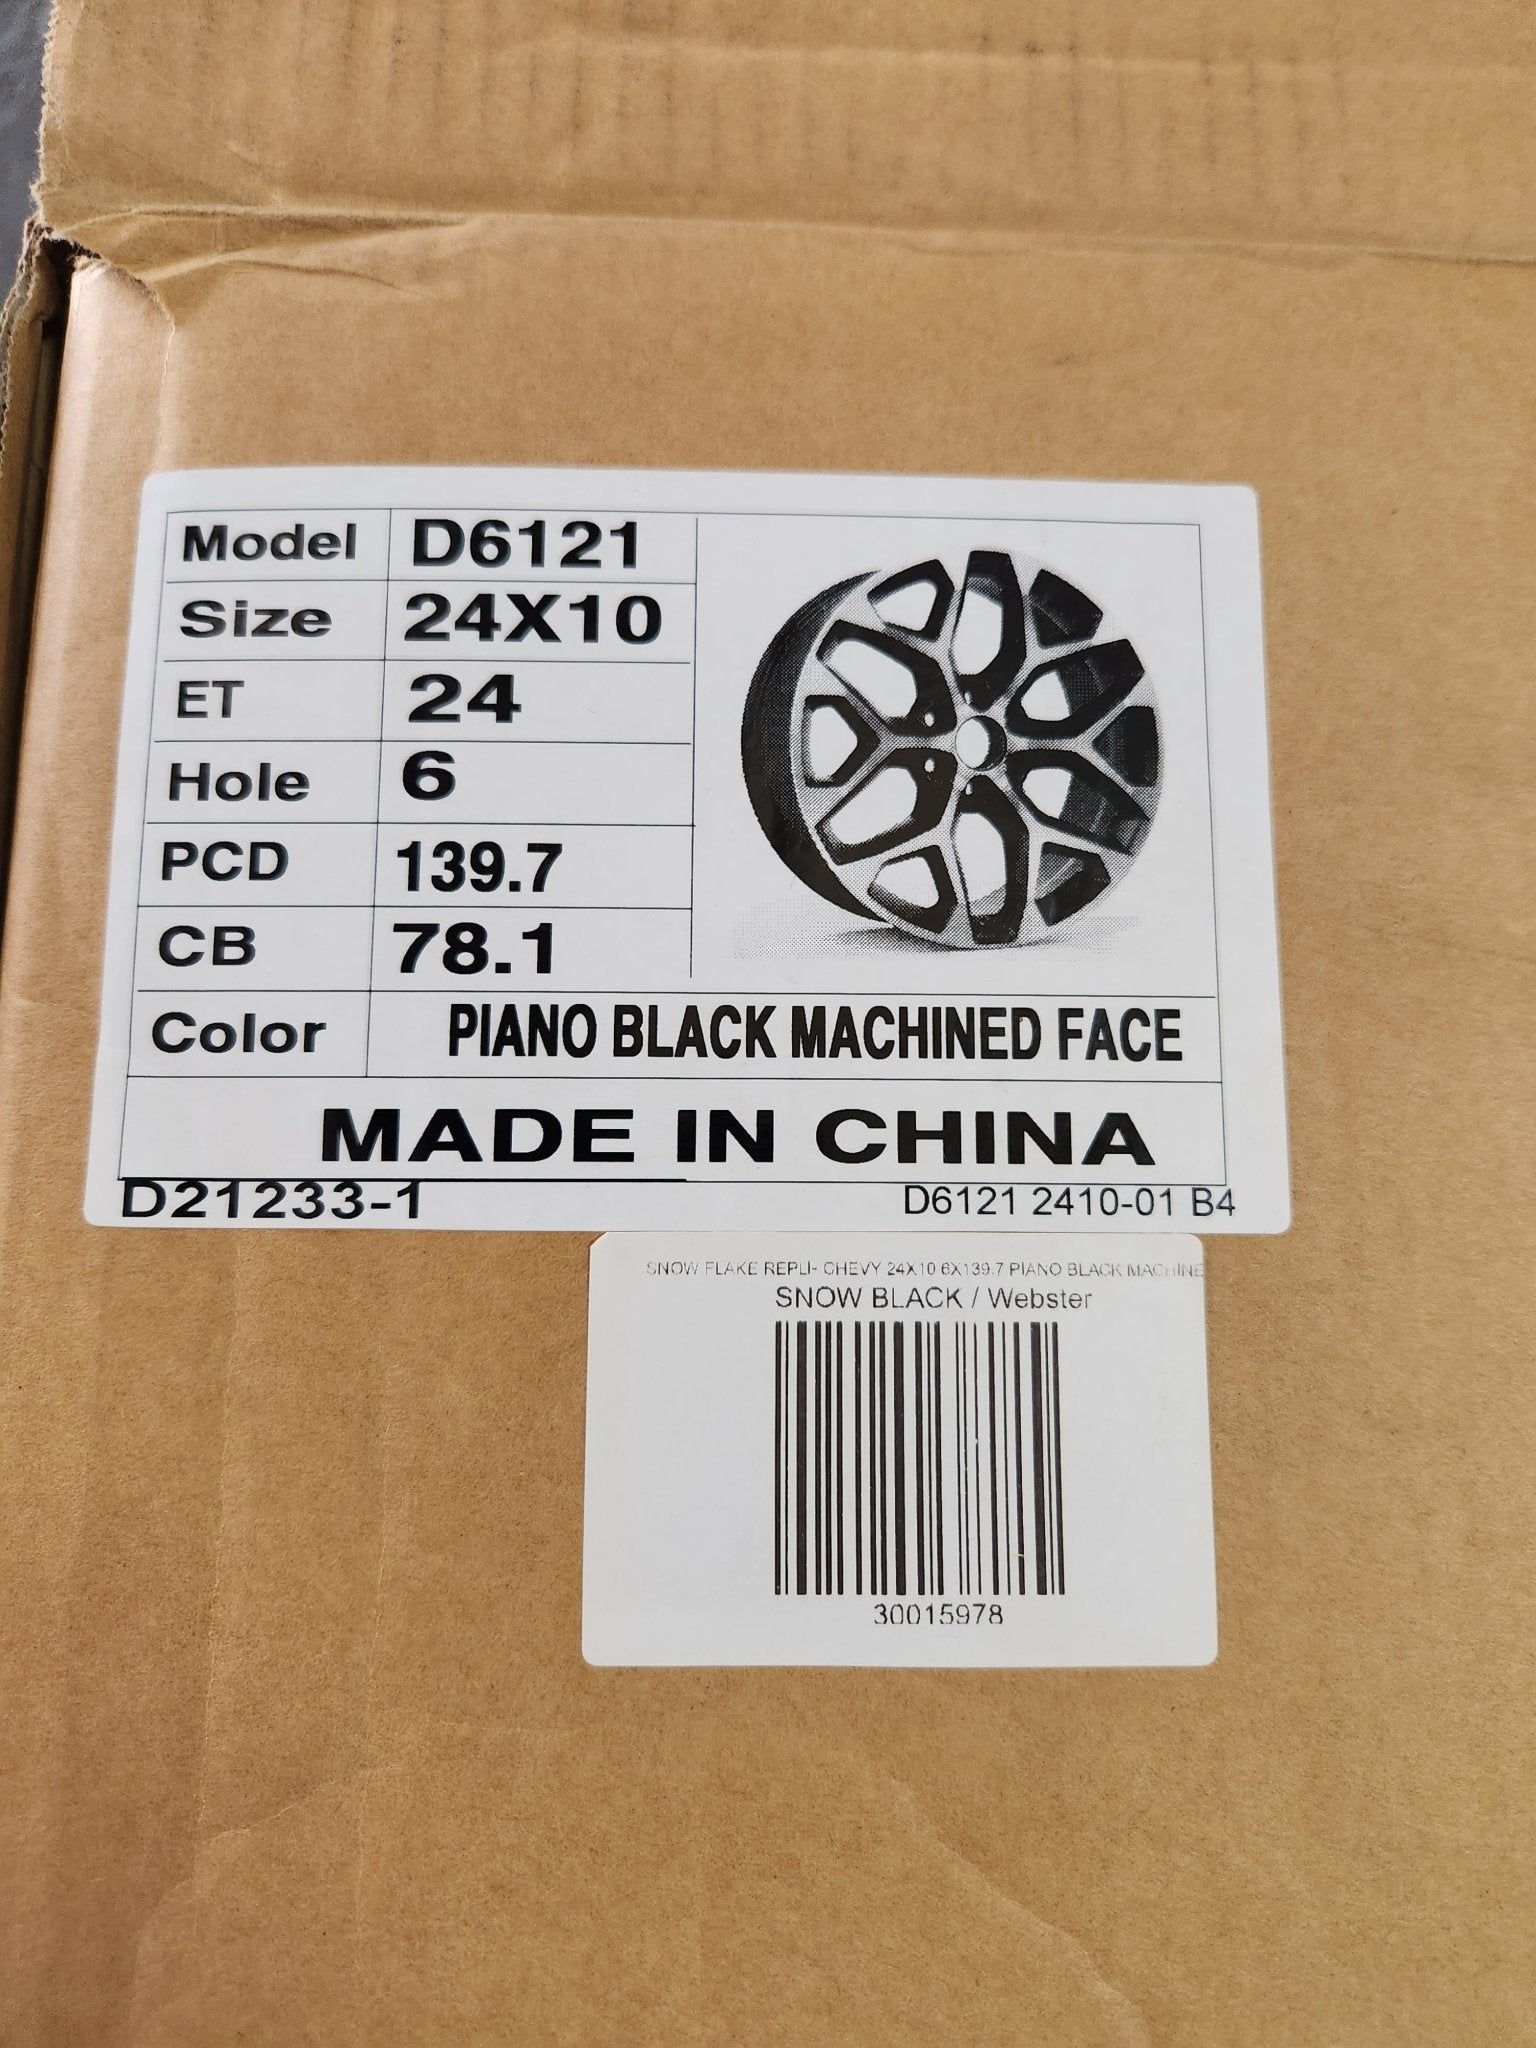 Model D6121
Size 24X10
ET 24
Hole 6
PCD 139.7
CB 78.1
Color PIANO BLACK MACHINED FACE
MADE IN CHINA
D21233-1 D6121 2410-01 B4
SNOW FLAKE REPLI- CHEVY 24X10 6X139.7 PIANO BLACK MACHINE
SNOW BLACK / Webster
30015978